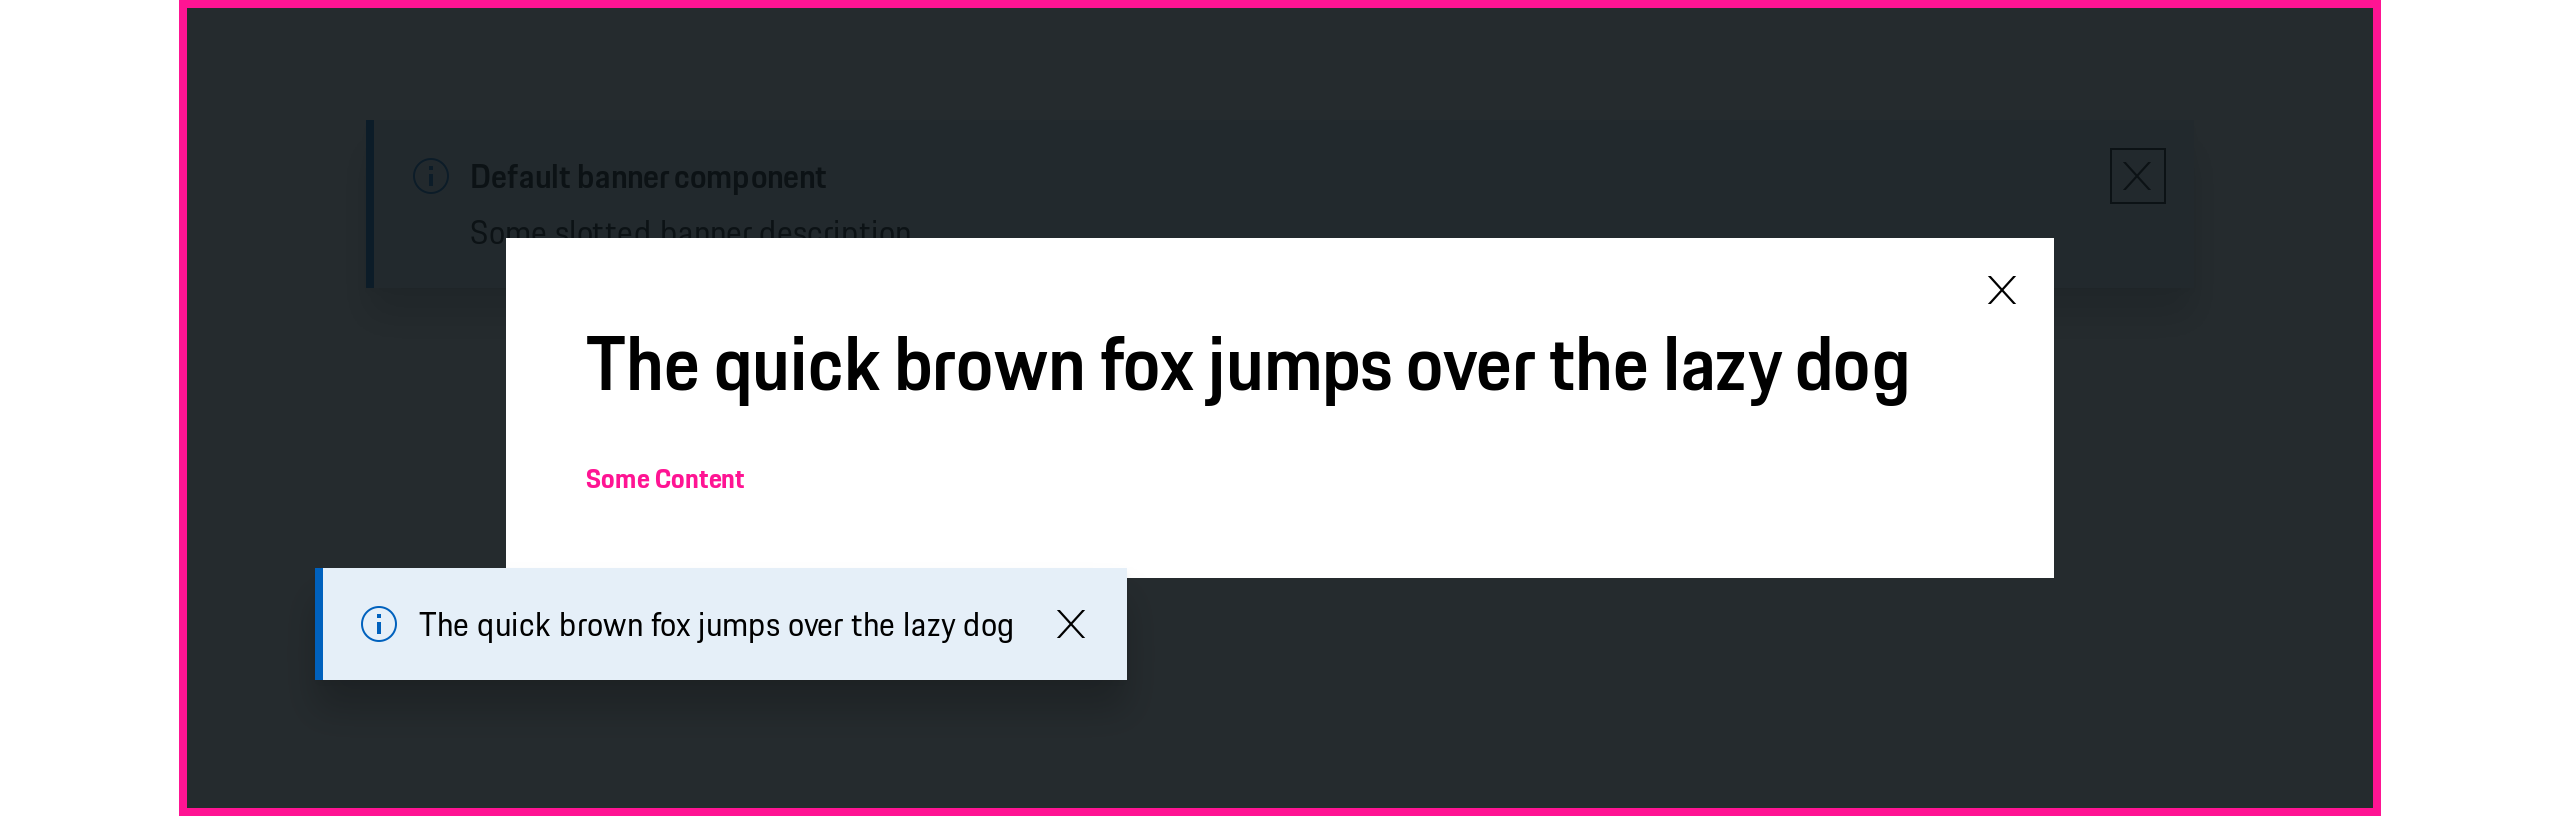 Default banner component
Some slotted banner description
The quick brown fox jumps over the lazy dog
Some Content
The quick brown fox jumps over the lazy dog